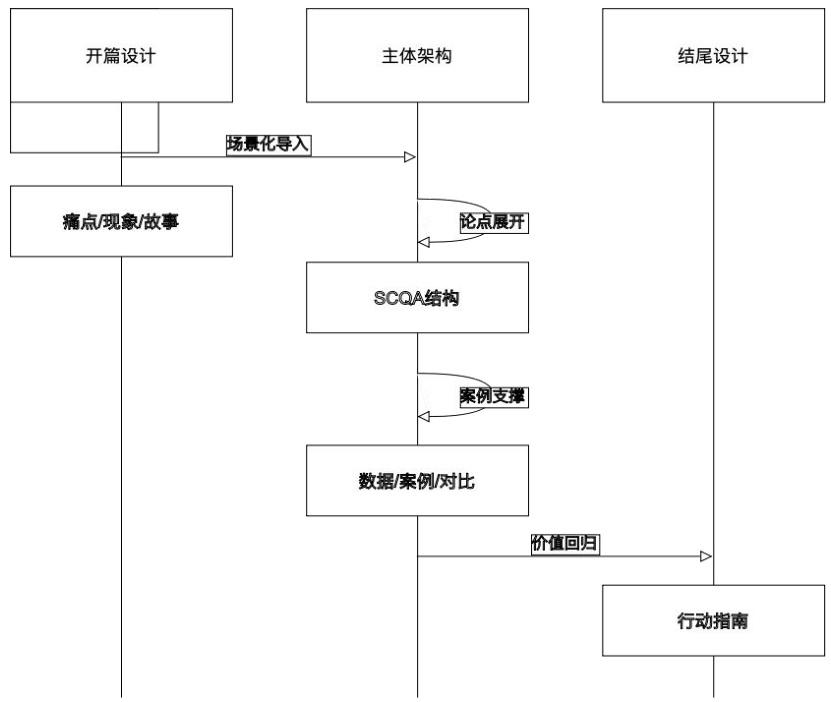 开篇设计
主体架构
结尾设计
场景化导入
痛点/现象/故事
论点展开
SCQA结构
案例支撑
数据/案例/对比
价值回归
行动指南